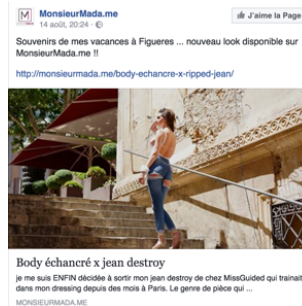 MonsieurMada.me
J'aime la Page
14 août, 20:24 ·
Souvenirs de mes vacances à Figueres ... nouveau look disponible sur
MonsieurMada.me !!
http://monsieurmada.me/body-echancre-x-ripped-jean/
Body échancré x jean destroy
je me suis ENFIN décidée à sortir mon jean destroy de chez MissGuided qui trainait
dans mon dressing depuis des mois à Paris. Le genre de pièce qui ...
MONSIEURMADA.ME